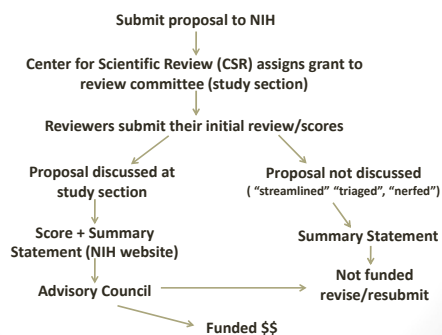 Submit proposal to NIH
Center for Scientific Review (CSR) assigns grant to
review committee (study section)
Reviewers submit their initial review/scores
Proposal discussed at
study section
Proposal not discussed
( “streamlined” “triaged”, “nerfed”)
Score + Summary
Statement (NIH website)
Summary Statement
Advisory Council
Not funded
revise/resubmit
Funded $$